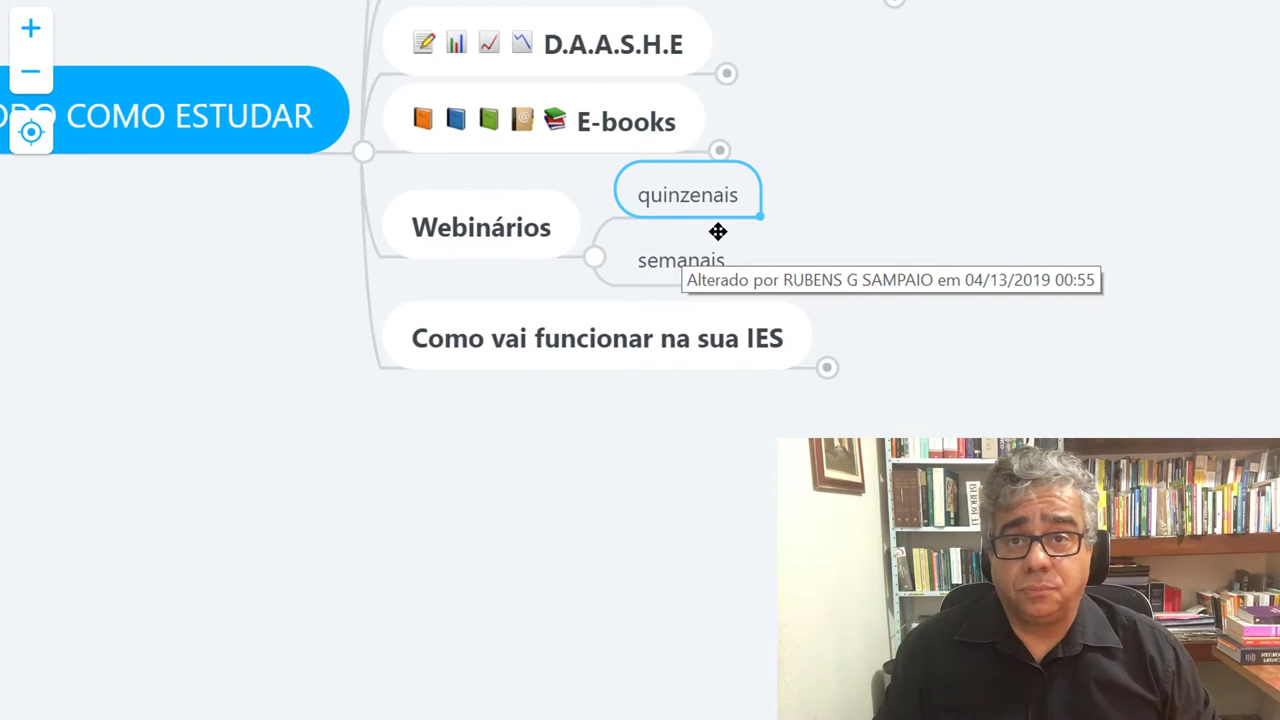 D.A.A.S.H.E
COMO ESTUDAR
E-books
quinzenais
Webinários
semanais
Alterado por RUBENS G SAMPAIO em 04/13/2019 00:55
Como vai funcionar na sua IES